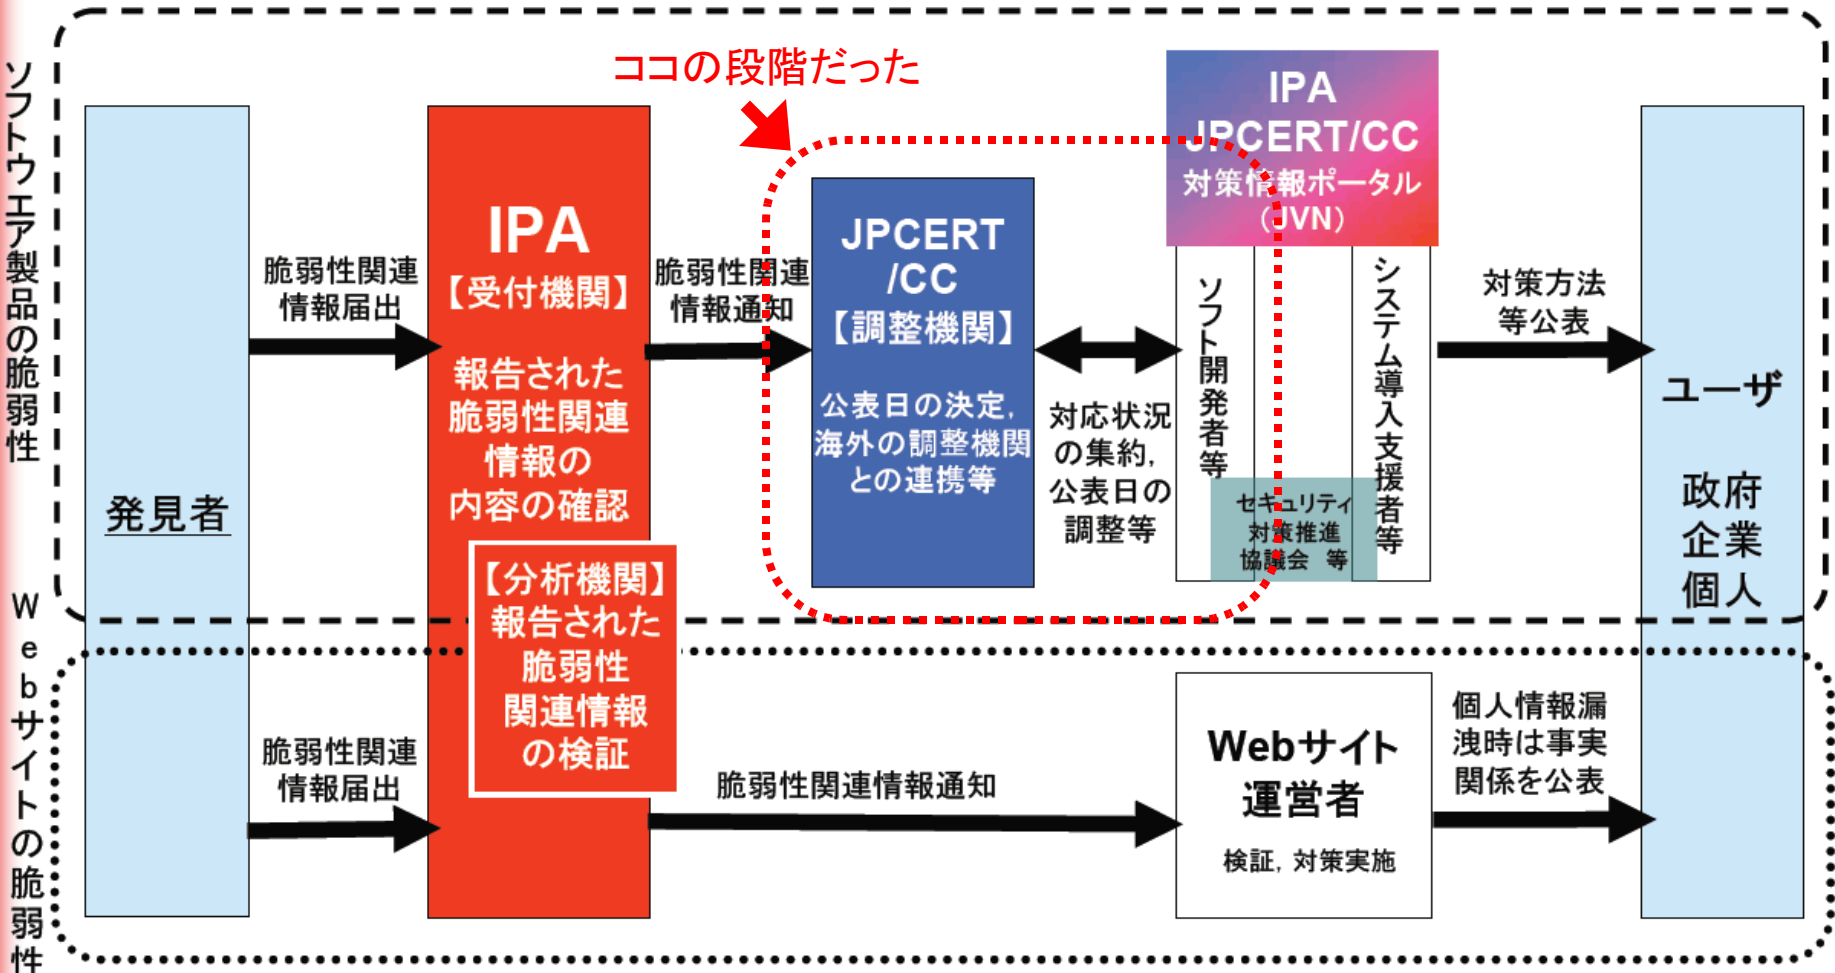 ココの段階だった
ソフトウエア製品の脆弱性
発見者
脆弱性関連
情報届出
IPA
【受付機関】
報告された
脆弱性関連
情報の
内容の確認
【分析機関】
報告された
脆弱性
関連情報
の検証
脆弱性関連
情報通知
JPCERT
/CC
【調整機関】
公表日の決定,
海外の調整機関
との連携等
対応状況
の集約,
公表日の
調整等
IPA
JPCERT/CC
対策情報ポータル
(JVN)
ソフト開発者等
システム導入支援者等
セキュリティ
対策推進
協議会 等
対策方法
等公表
ユーザ
政府
企業
個人
Webサイトの脆弱性
脆弱性関連
情報届出
脆弱性関連情報通知
Webサイト
運営者
検証, 対策実施
個人情報漏
洩時は事実
関係を公表